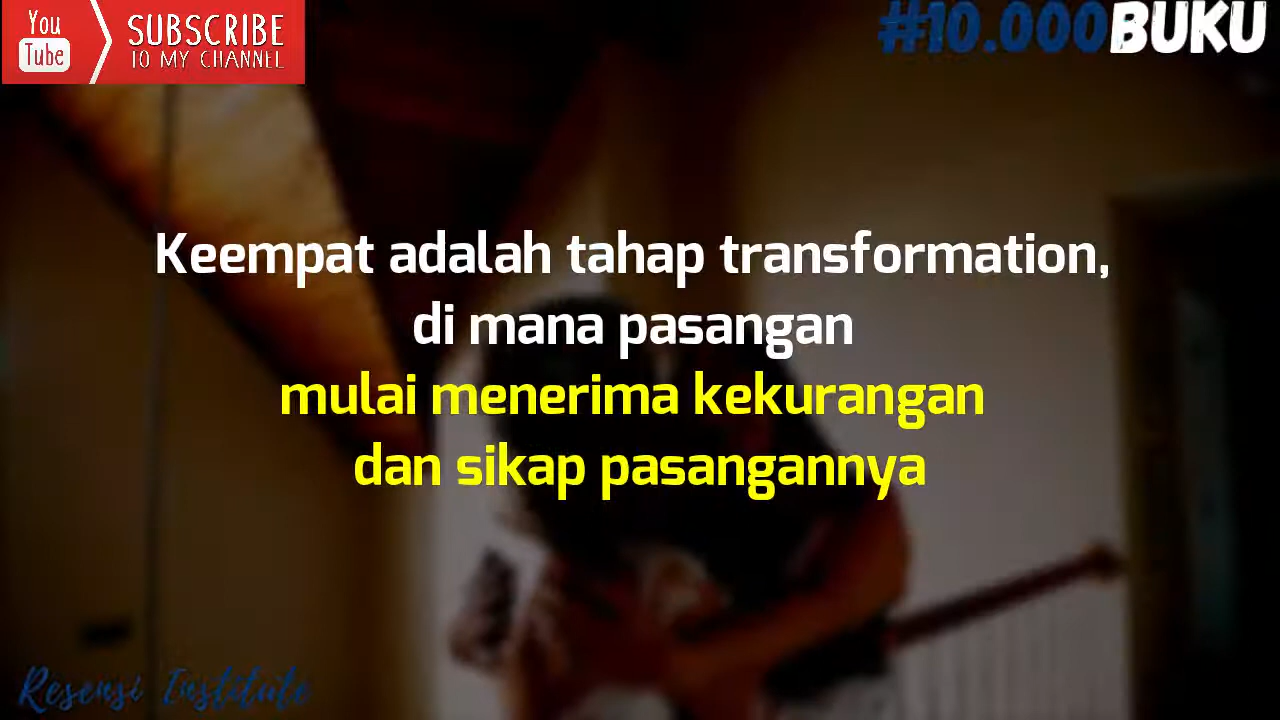 You
Tube
SUBSCRIBE
TO MY CHANNEL
#10.000BUKU
Keempat adalah tahap transformation,
di mana pasangan
mulai menerima kekurangan
dan sikap pasangannya
Resensi Institute